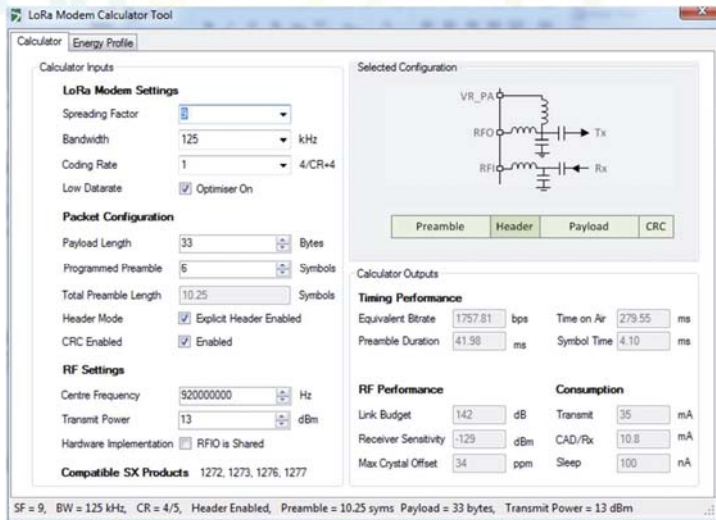 LoRa Modem Calculator Tool
Calculator Energy Profile
Calculator Inputs
LoRa Modem Settings
Spreading Factor 9
Bandwidth 125 kHz
Coding Rate 1 4/CR+4
Low Datarate Optimiser On
Packet Configuration
Payload Length 33 Bytes
Programmed Preamble 6 Symbols
Total Preamble Length 10.25 Symbols
Header Mode Explicit Header Enabled
CRC Enabled Enabled
RF Settings
Centre Frequency 920000000 Hz
Transmit Power 13 dBm
Hardware Implementation RFIO is Shared
Compatible SX Products 1272, 1273, 1276, 1277
Selected Configuration
VR_PA
RFO Tx
RFI Rx
Preamble Header Payload CRC
Calculator Outputs
Timing Performance
Equivalent Bitrate 1757.81 bps Time on Air 279.55 ms
Preamble Duration 41.98 ms Symbol Time 4.10 ms
RF Performance Consumption
Link Budget 142 dB Transmit 35 mA
Receiver Sensitivity -129 dBm CAD/Rx 10.8 mA
Max Crystal Offset 34 ppm Sleep 100 nA
SF = 9, BW = 125 kHz, CR = 4/5, Header Enabled, Preamble = 10.25 syms Payload = 33 bytes, Transmit Power = 13 dBm